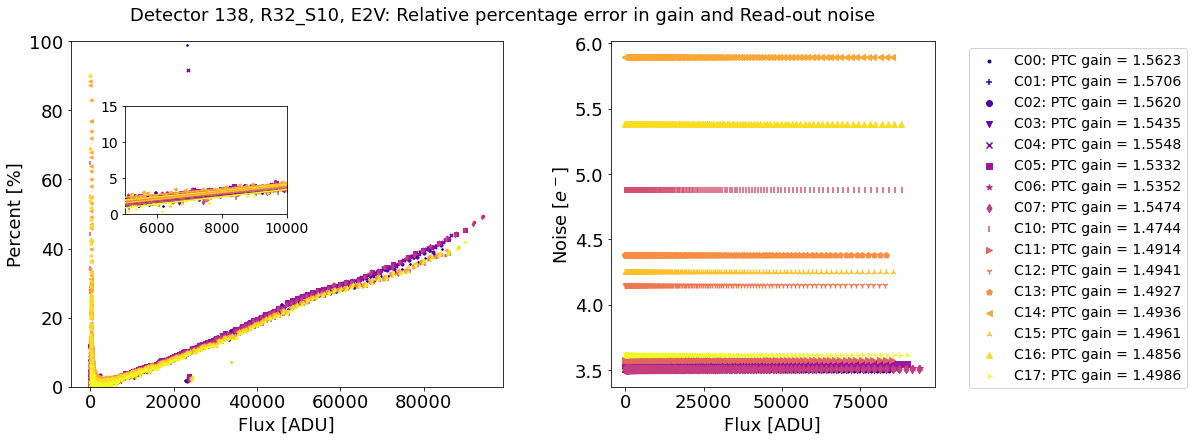 Detector 138, R32_S10, E2V: Relative percentage error in gain and Read-out noise
100
80
60
40
20
0
Percent [%]
15
10
5
0
6000 8000 10000
0 20000 40000 60000 80000
Flux [ADU]
6.0
5.5
5.0
4.5
4.0
3.5
Noise [e⁻]
0 25000 50000 75000
Flux [ADU]
C00: PTC gain = 1.5623
C01: PTC gain = 1.5706
C02: PTC gain = 1.5620
C03: PTC gain = 1.5435
C04: PTC gain = 1.5548
C05: PTC gain = 1.5332
C06: PTC gain = 1.5352
C07: PTC gain = 1.5474
C10: PTC gain = 1.4744
C11: PTC gain = 1.4914
C12: PTC gain = 1.4941
C13: PTC gain = 1.4927
C14: PTC gain = 1.4936
C15: PTC gain = 1.4961
C16: PTC gain = 1.4856
C17: PTC gain = 1.4986